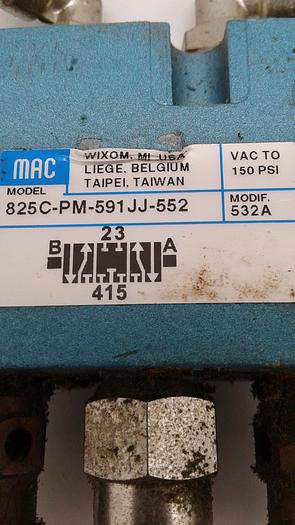 MAC
WIXOM, MI USA
LIEGE, BELGIUM
TAIPEI, TAIWAN
VAC TO
150 PSI
MODEL
825C-PM-591JJ-552
MODIF.
532A
23
B
A
415